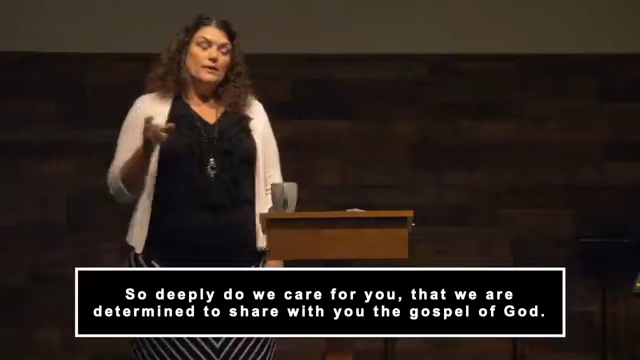 So deeply do we care for you, that we are
determined to share with you the gospel of God.